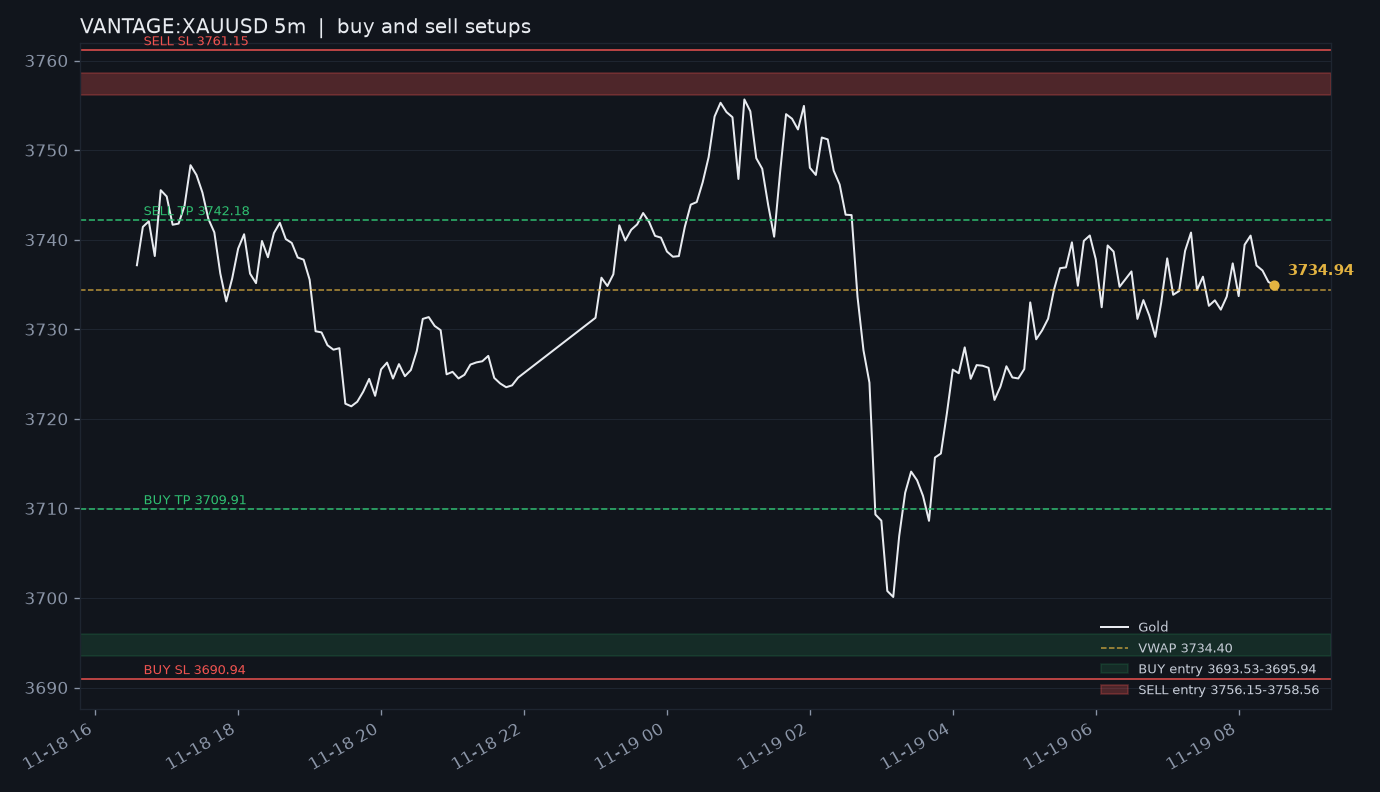 VANTAGE:XAUUSD 5m | buy and sell setups
SELL SL 3761.15
3760
3750
SELL TP 3742.18
3740
3734.94
3730
3720
BUY TP 3709.91
3710
3700
Gold
VWAP 3734.40
BUY SL 3690.94
BUY entry 3693.53-3695.94
3690
SELL entry 3756.15-3758.56
11-18 16
11-18 18
11-18 20
11-18 22
11-19 00
11-19 02
11-19 04
11-19 06
11-19 08